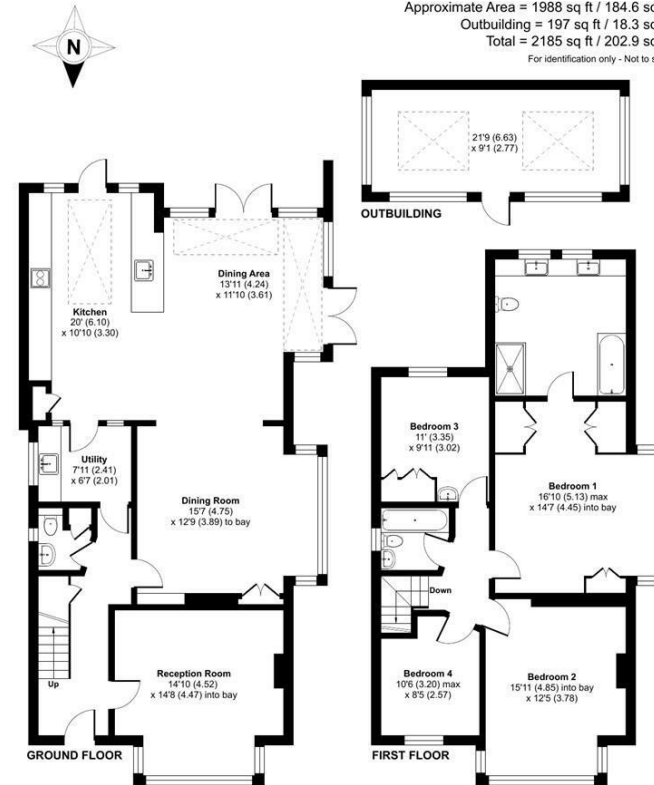 Approximate Area = 1988 sq ft / 184.6 sq
Outbuilding = 197 sq ft / 18.3 sq
Total = 2185 sq ft / 202.9 sq
For identification only - Not to s
N
21'9 (6.63)
x 9'1 (2.77)
OUTBUILDING
Dining Area
13'11 (4.24)
x 11'10 (3.61)
Kitchen
20' (6.10)
x 10'10 (3.30)
Utility
7'11 (2.41)
x 6'7 (2.01)
Dining Room
15'7 (4.75)
x 12'9 (3.89) to bay
Up
Reception Room
14'10 (4.52)
x 14'8 (4.47) into bay
GROUND FLOOR
Bedroom 3
11' (3.35)
x 9'11 (3.02)
Bedroom 1
16'10 (5.13) max
x 14'7 (4.45) into bay
Down
Bedroom 4
10'6 (3.20) max
x 8'5 (2.57)
Bedroom 2
15'11 (4.85) into bay
x 12'5 (3.78)
FIRST FLOOR